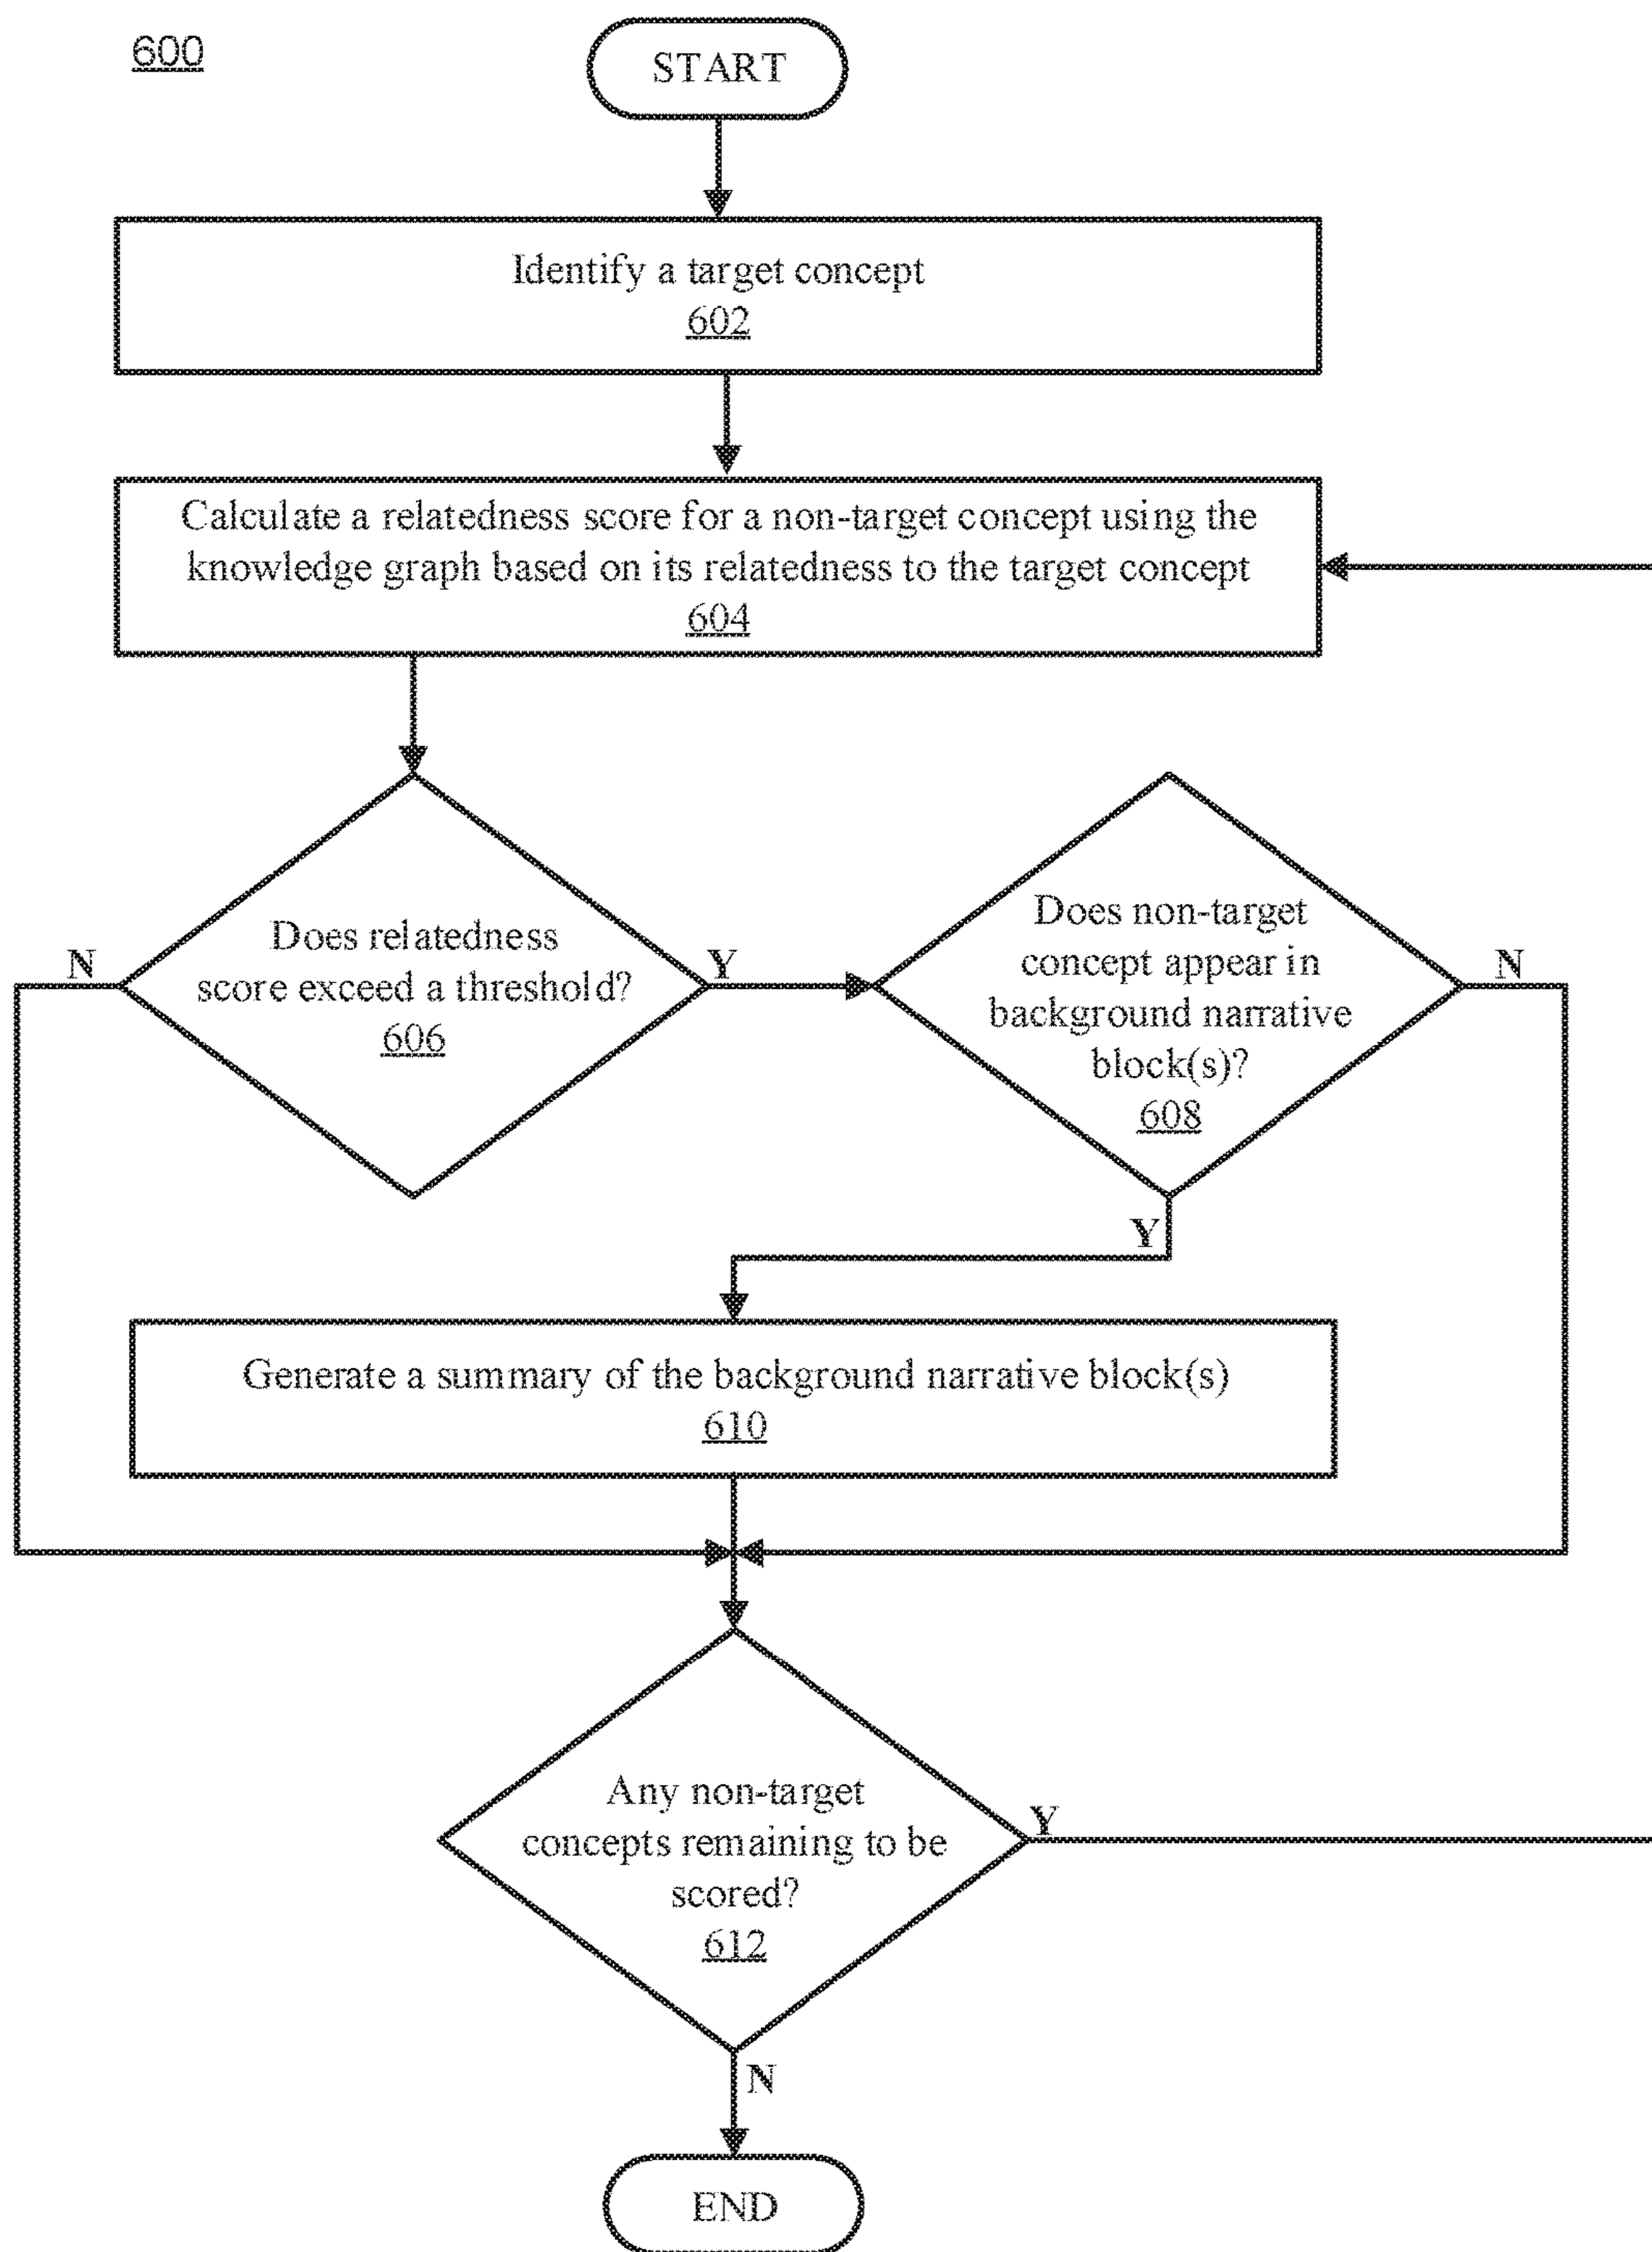 600
START
Identify a target concept
602
Calculate a relatedness score for a non-target concept using the
knowledge graph based on its relatedness to the target concept
604
Does relatedness
score exceed a threshold?
606
N
Y
Does non-target
concept appear in
background narrative
block(s)?
608
N
Y
Generate a summary of the background narrative block(s)
610
Any non-target
concepts remaining to be
scored?
612
Y
N
END